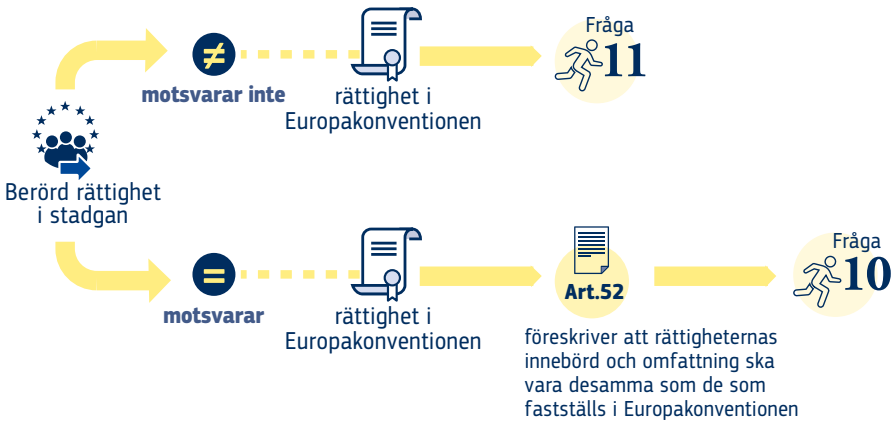 Fråga
11
≠
motsvarar inte
rättighet i
Europakonventionen
Berörd rättighet
i stadgan
=
motsvarar
rättighet i
Europakonventionen
Art.52
föreskriver att rättigheternas
innebörd och omfattning ska
vara desamma som de som
fastställs i Europakonventionen
Fråga
10